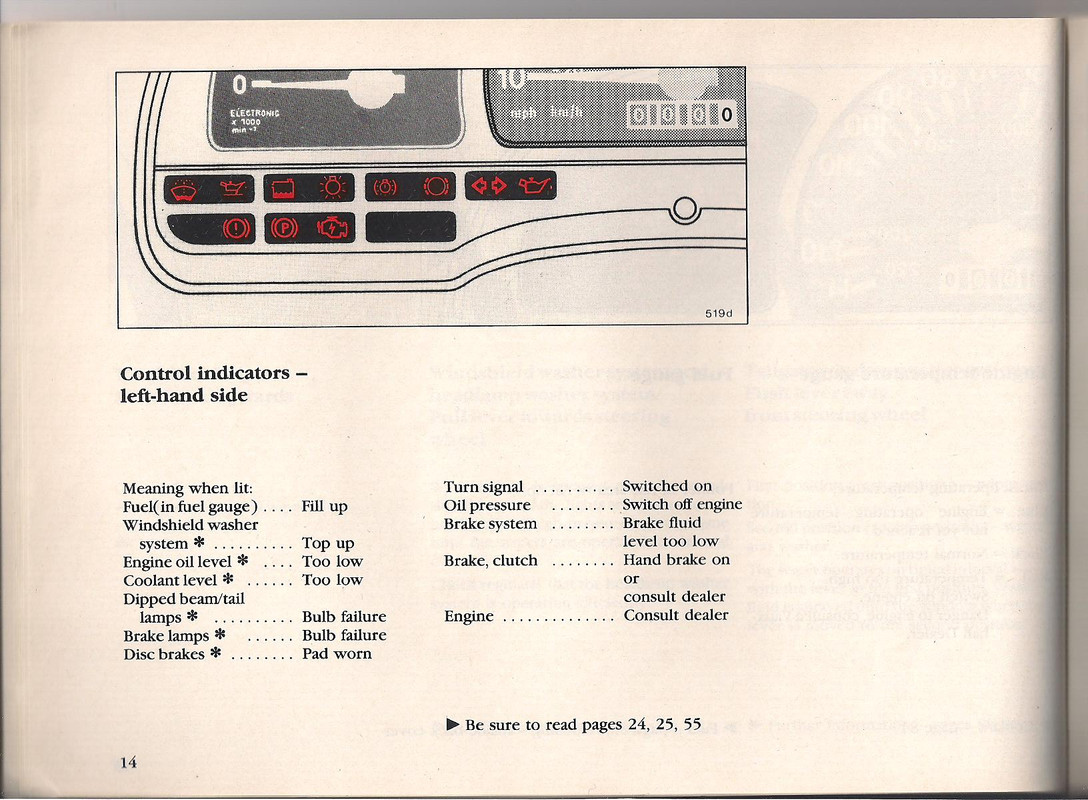 0
ELECTRONIC
x 1000
min -1
10
mph km/h
0 0 0 0
P
519d
Control indicators –
left-hand side
Meaning when lit:
Fuel(in fuel gauge) . . . . Fill up
Windshield washer
system * . . . . . . . . . . Top up
Engine oil level * . . . . Too low
Coolant level * . . . . . . Too low
Dipped beam/tail
lamps * . . . . . . . . . . Bulb failure
Brake lamps * . . . . . . Bulb failure
Disc brakes * . . . . . . . . Pad worn
Turn signal . . . . . . . . . . Switched on
Oil pressure . . . . . . . . . Switch off engine
Brake system . . . . . . . . Brake fluid
level too low
Brake, clutch . . . . . . . . Hand brake on
or
consult dealer
Engine . . . . . . . . . . . . . . Consult dealer
▶ Be sure to read pages 24, 25, 55
14